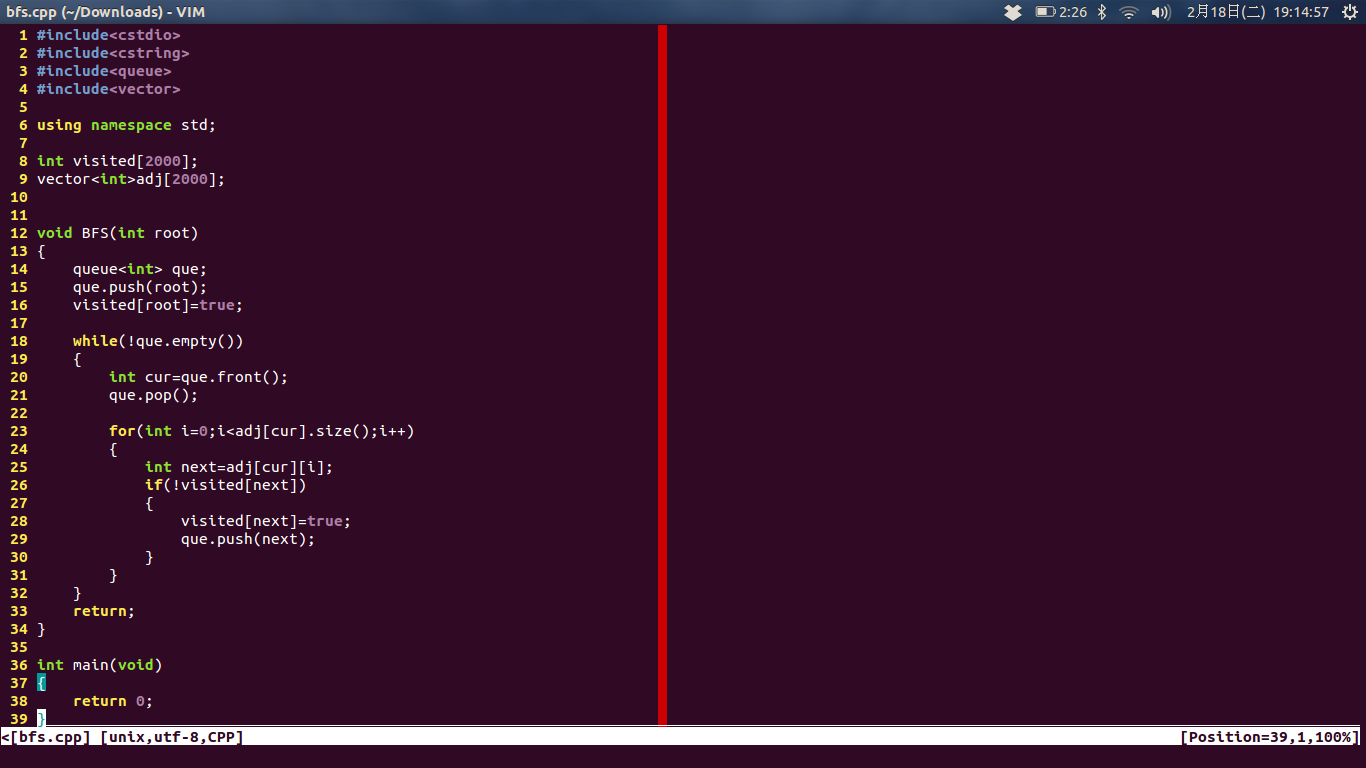 bfs.cpp (~/Downloads) - VIM 2:26 2月18日(二) 19:14:57
1 #include<cstdio>
2 #include<cstring>
3 #include<queue>
4 #include<vector>
5
6 using namespace std;
7
8 int visited[2000];
9 vector<int>adj[2000];
10
11
12 void BFS(int root)
13 {
14     queue<int> que;
15     que.push(root);
16     visited[root]=true;
17
18     while(!que.empty())
19     {
20         int cur=que.front();
21         que.pop();
22
23         for(int i=0;i<adj[cur].size();i++)
24         {
25             int next=adj[cur][i];
26             if(!visited[next])
27             {
28                 visited[next]=true;
29                 que.push(next);
30             }
31         }
32     }
33     return;
34 }
35
36 int main(void)
37 {
38     return 0;
39 }
<[bfs.cpp] [unix,utf-8,CPP] [Position=39,1,100%]